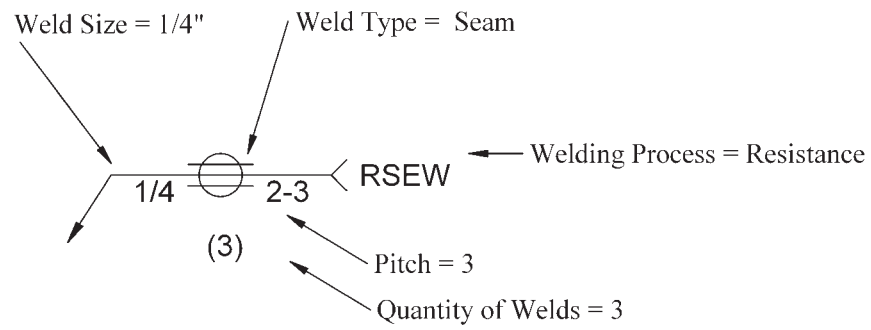 Weld Size = 1/4"
Weld Type = Seam
1/4 2-3 RSEW
Welding Process = Resistance
(3)
Pitch = 3
Quantity of Welds = 3